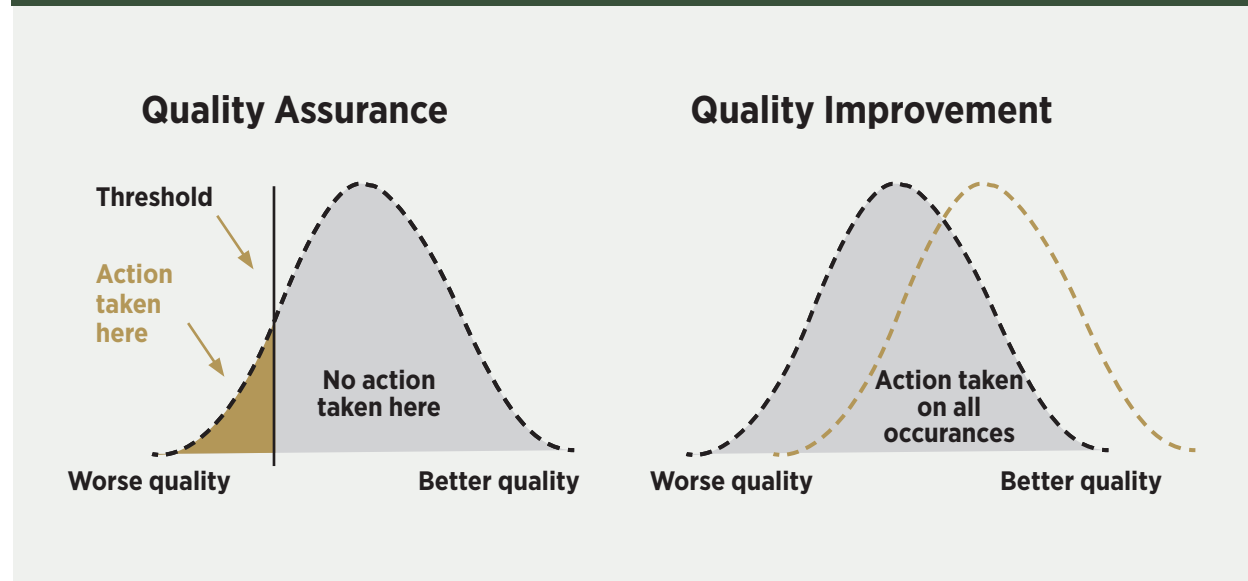 Quality Assurance
Threshold
Action
taken
here
No action
taken here
Worse quality
Better quality
Quality Improvement
Action taken
on all
occurances
Worse quality
Better quality